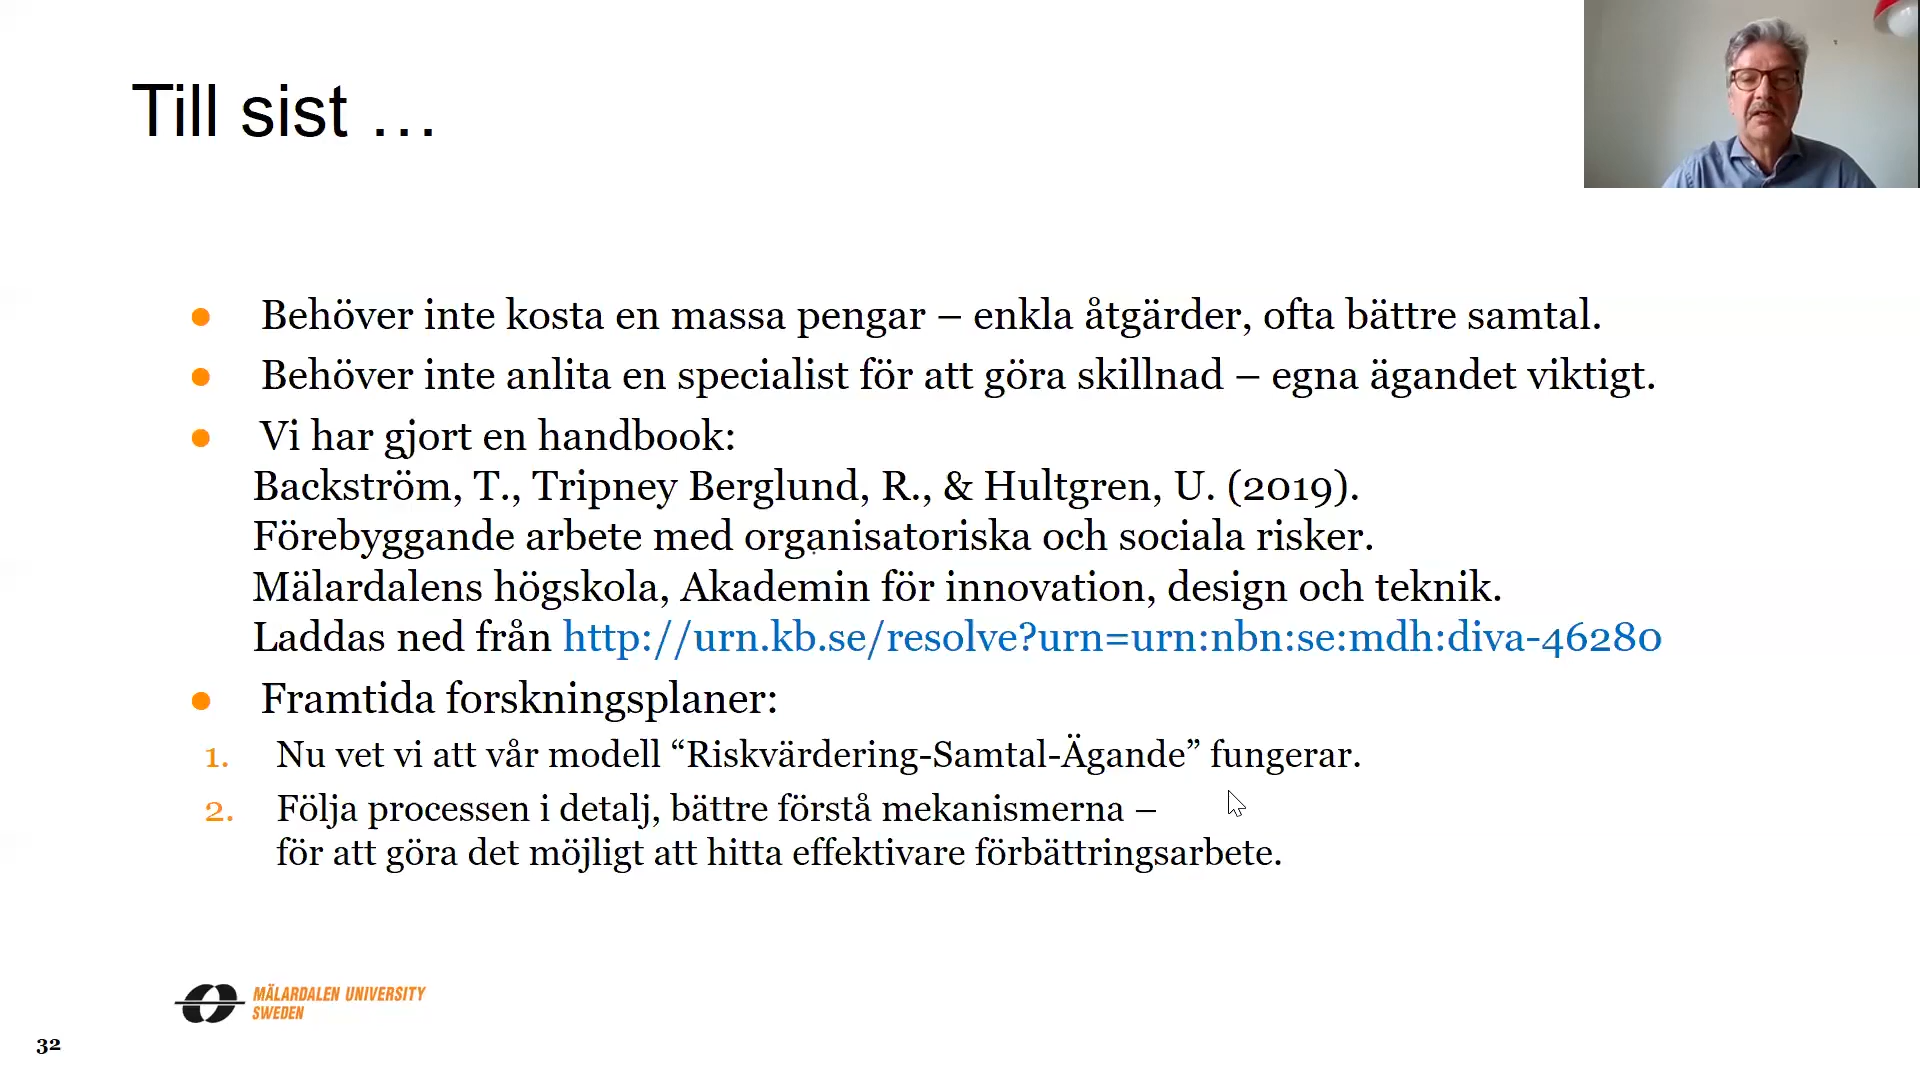 Till sist ...
● Behöver inte kosta en massa pengar – enkla åtgärder, ofta bättre samtal.
● Behöver inte anlita en specialist för att göra skillnad – egna ägandet viktigt.
● Vi har gjort en handbook:
Backström, T., Tripney Berglund, R., & Hultgren, U. (2019).
Förebyggande arbete med organisatoriska och sociala risker.
Mälardalens högskola, Akademin för innovation, design och teknik.
Laddas ned från http://urn.kb.se/resolve?urn=urn:nbn:se:mdh:diva-46280
● Framtida forskningsplaner:
1. Nu vet vi att vår modell “Riskvärdering-Samtal-Ägande” fungerar.
2. Följa processen i detalj, bättre förstå mekanismerna –
för att göra det möjligt att hitta effektivare förbättringsarbete.
MÄLARDALEN UNIVERSITY
SWEDEN
32